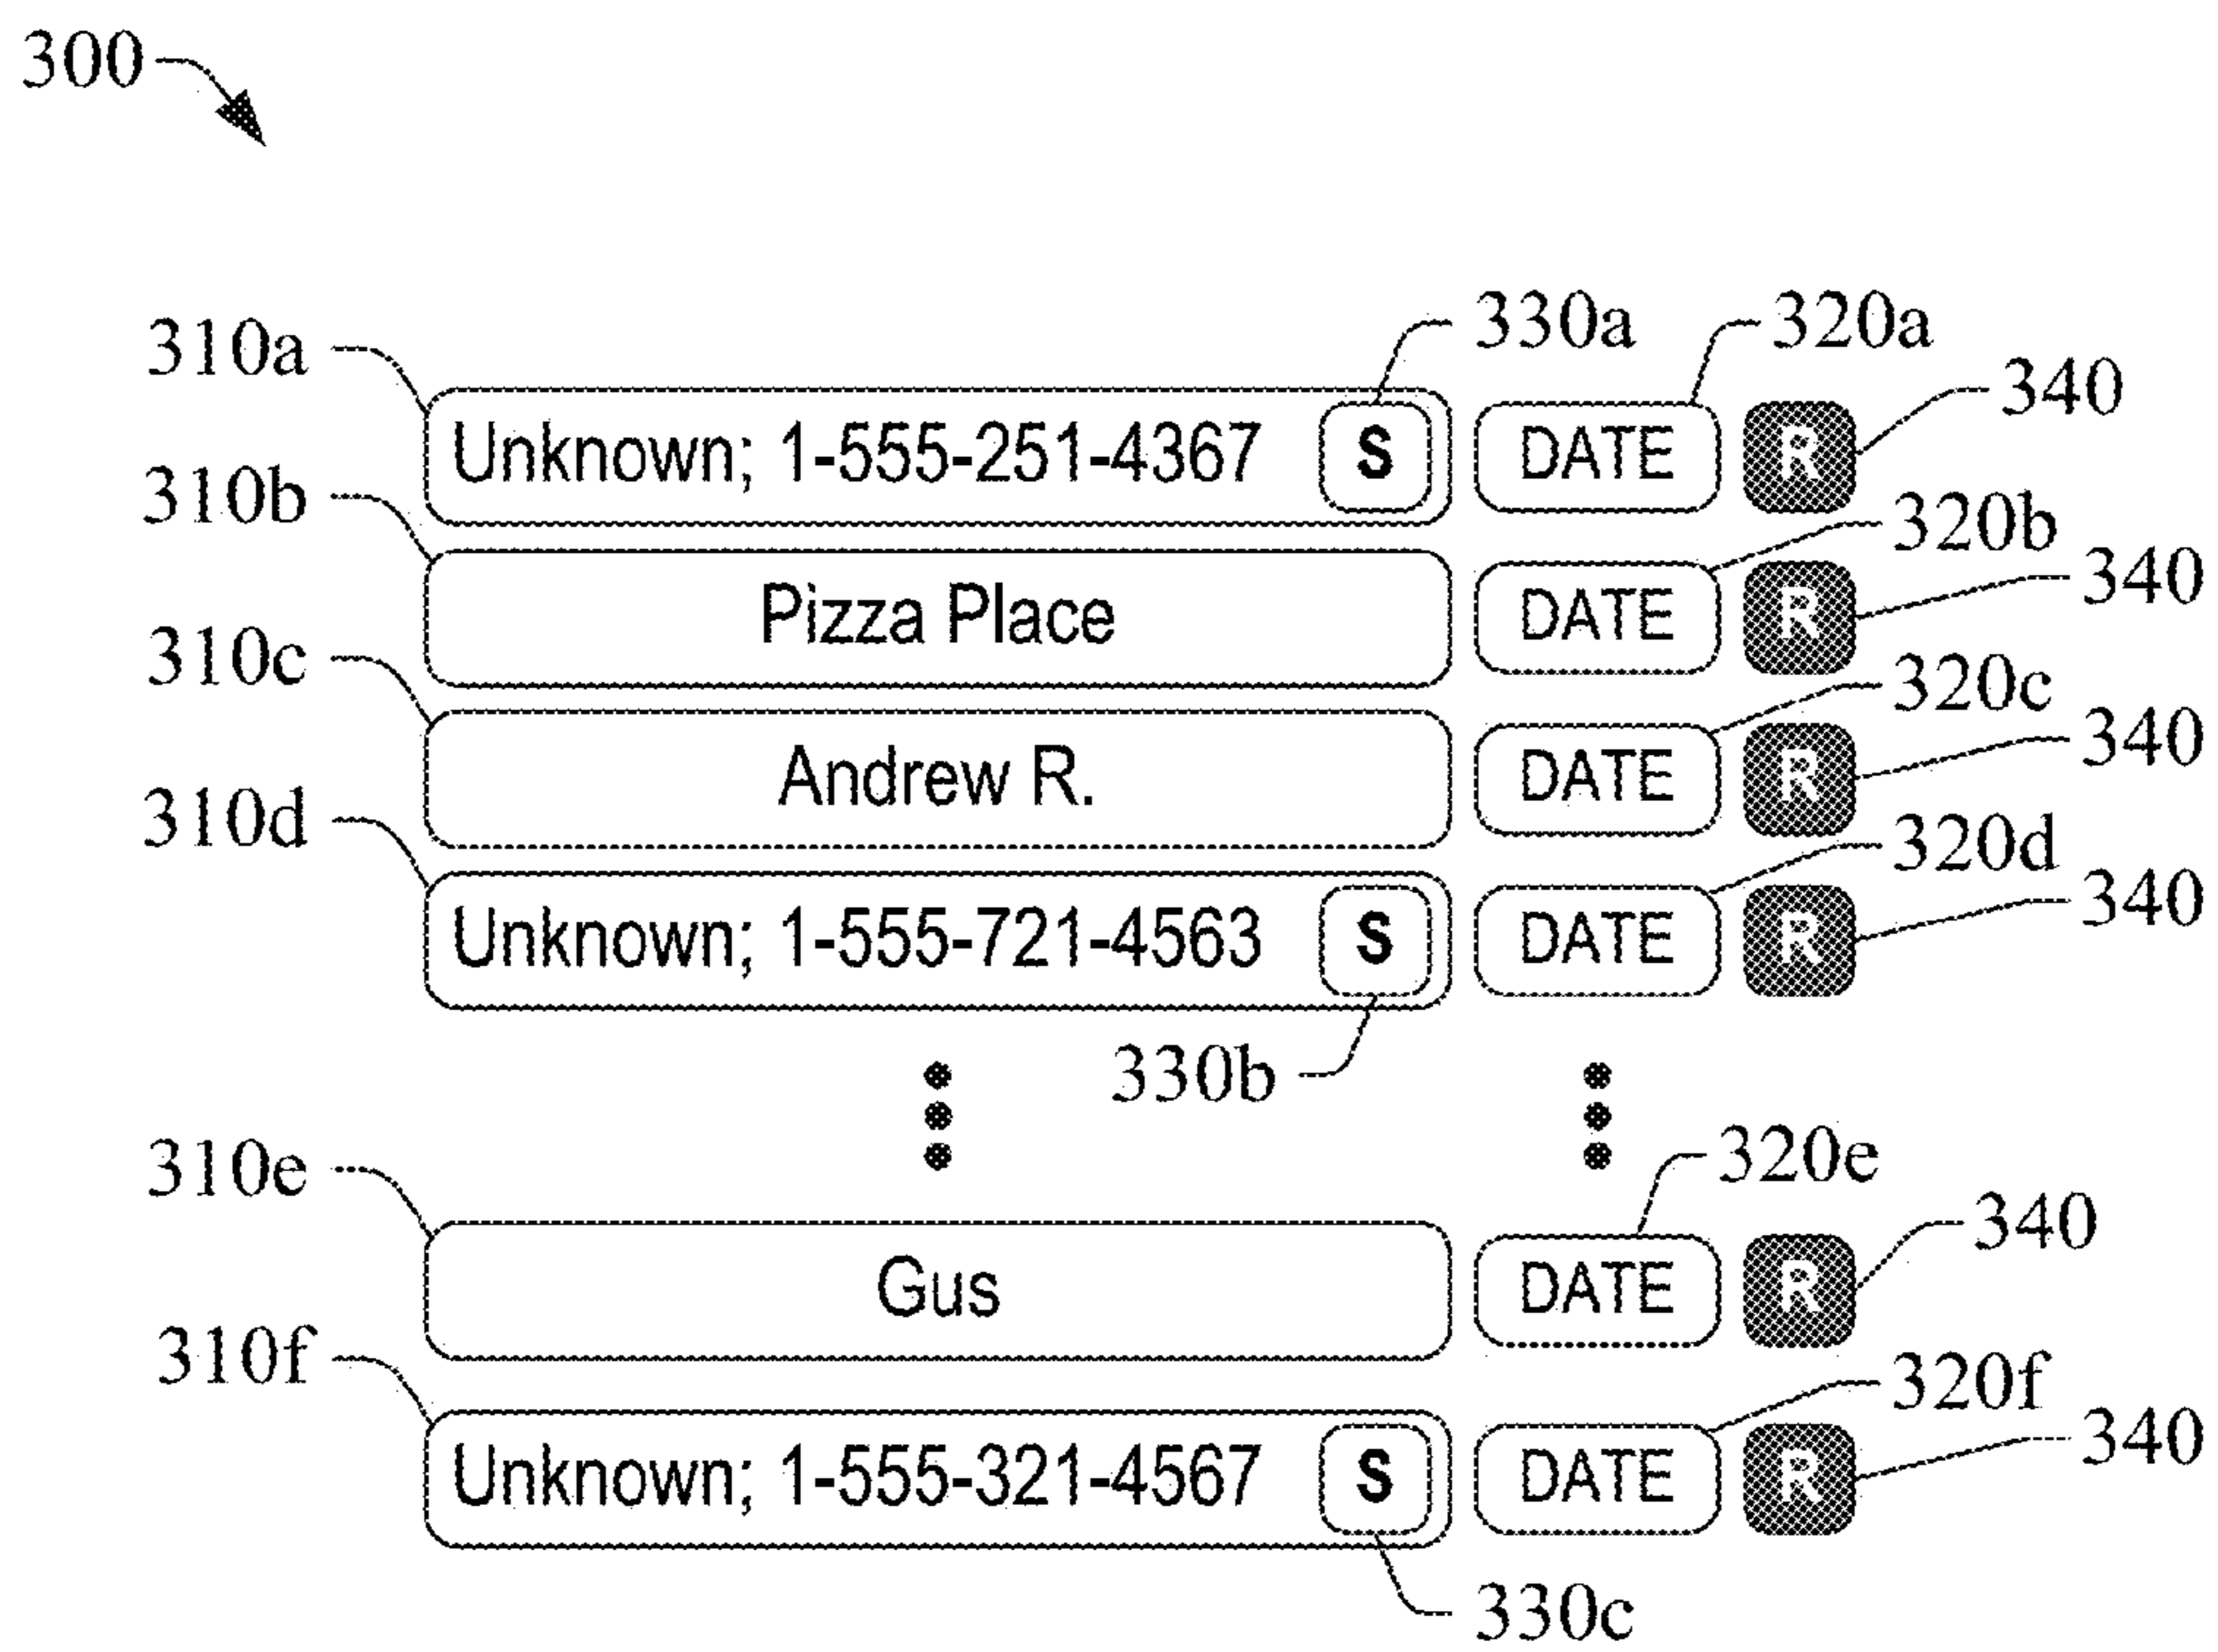 300
330a 320a
310a 340
Unknown; 1-555-251-4367 S DATE R
310b 320b
340
Pizza Place DATE R
310c 320c
340
Andrew R. DATE R
310d 320d
340
Unknown; 1-555-721-4563 S DATE R
330b
310e 320e
340
Gus DATE R
310f 320f
340
Unknown; 1-555-321-4567 S DATE R
330c